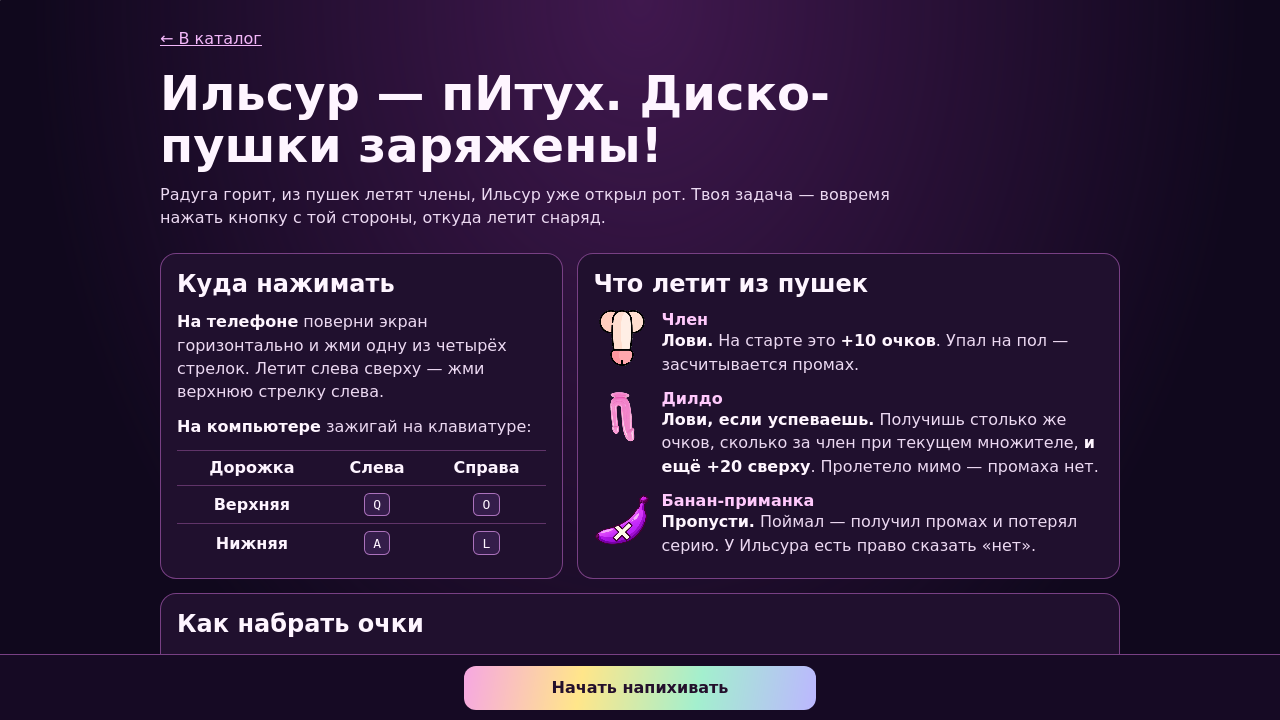 ← В каталог
Ильсур — пИтух. Диско-
пушки заряжены!
Радуга горит, из пушек летят члены, Ильсур уже открыл рот. Твоя задача — вовремя
нажать кнопку с той стороны, откуда летит снаряд.
Куда нажимать
На телефоне поверни экран
горизонтально и жми одну из четырёх
стрелок. Летит слева сверху — жми
верхнюю стрелку слева.
На компьютере зажигай на клавиатуре:
Дорожка Слева Справа
Верхняя Q O
Нижняя A L
Что летит из пушек
Член
Лови. На старте это +10 очков. Упал на пол —
засчитывается промах.
Дилдо
Лови, если успеваешь. Получишь столько же
очков, сколько за член при текущем множителе, и
ещё +20 сверху. Пролетело мимо — промаха нет.
Банан-приманка
Пропусти. Поймал — получил промах и потерял
серию. У Ильсура есть право сказать «нет».
Как набрать очки
Начать напихивать